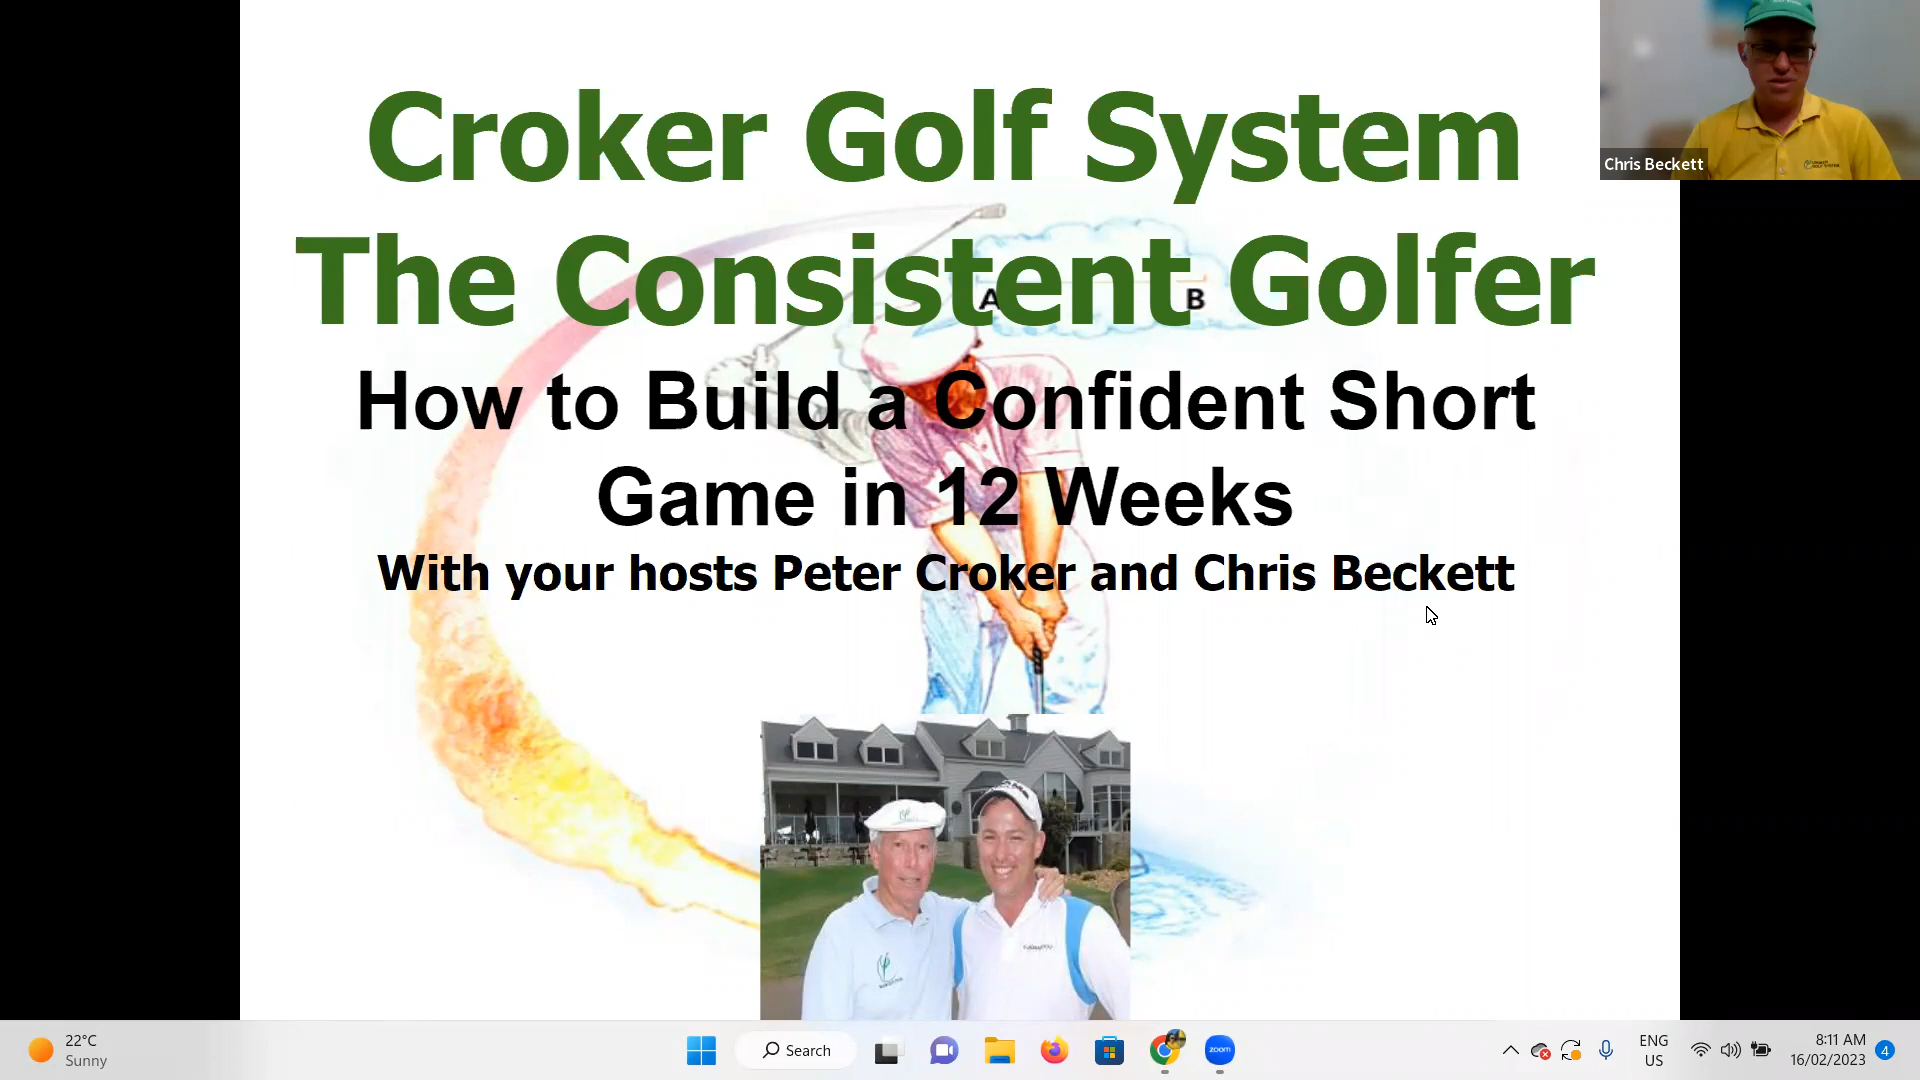 Croker Golf System
The Consistent Golfer
A B
How to Build a Confident Short
Game in 12 Weeks
With your hosts Peter Croker and Chris Beckett
Chris Beckett
22°C
Sunny
Search
zoom
ENG
US
8:11 AM
16/02/2023
4